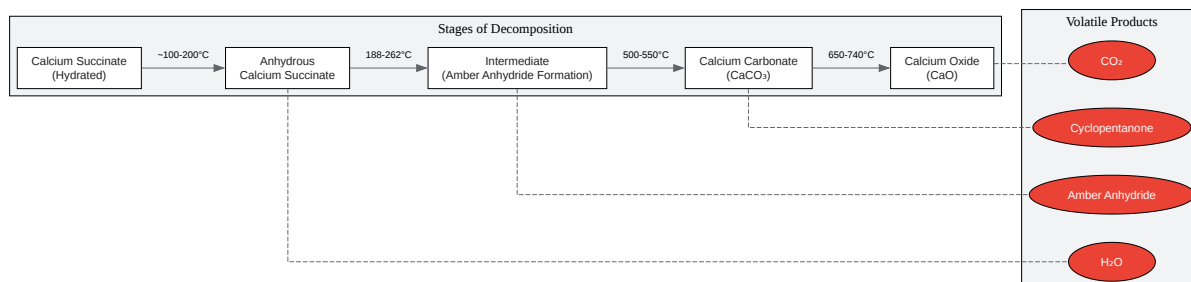 Stages of Decomposition
Calcium Succinate
(Hydrated)
~100-200°C
Anhydrous
Calcium Succinate
188-262°C
Intermediate
(Amber Anhydride Formation)
500-550°C
Calcium Carbonate
(CaCO₃)
650-740°C
Calcium Oxide
(CaO)
Volatile Products
CO₂
Cyclopentanone
Amber Anhydride
H₂O